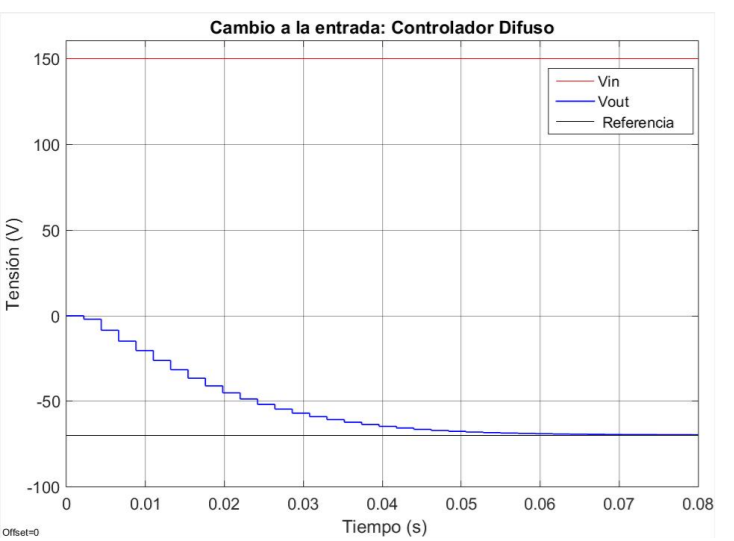 Cambio a la entrada: Controlador Difuso
150
100
50
0
-50
-100
Tensión (V)
Vin
Vout
Referencia
0 0.01 0.02 0.03 0.04 0.05 0.06 0.07 0.08
Tiempo (s)
Offset=0